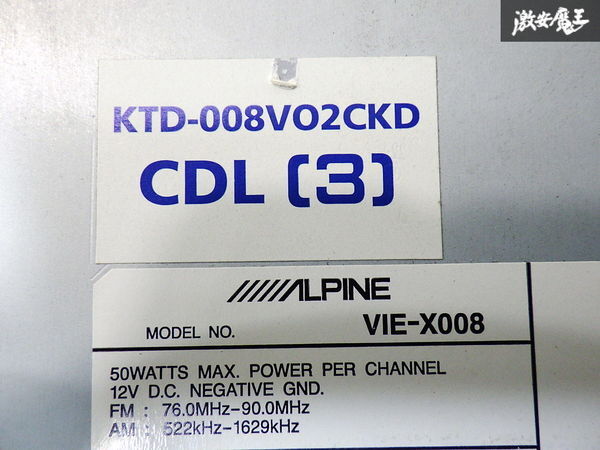 激安魔王
KTD-008VO2CKD
CDL (3)
ALPINE
MODEL NO. VIE-X008
50WATTS MAX. POWER PER CHANNEL
12V D.C. NEGATIVE GND.
FM : 76.0MHz-90.0MHz
AM : 522kHz-1629kHz